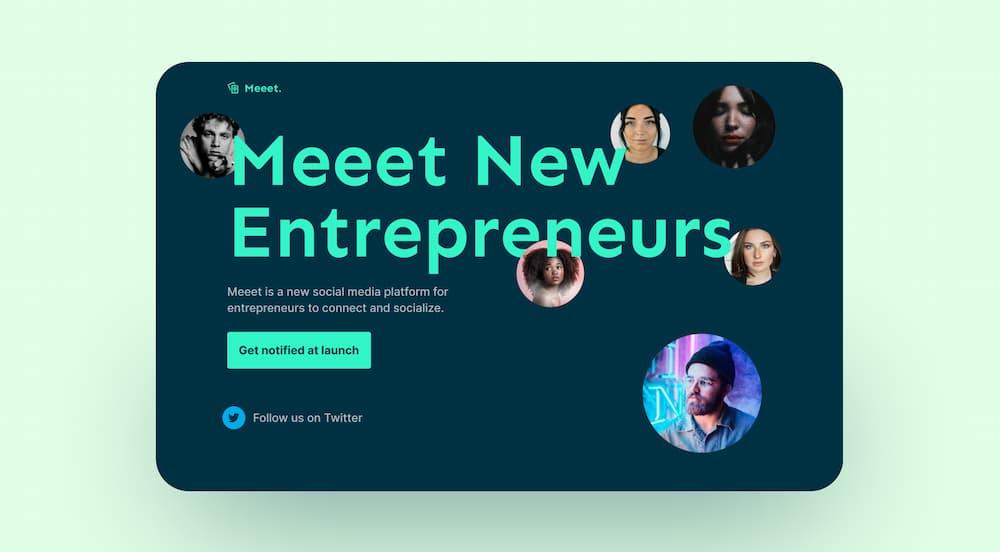 Meeet.
Meeet New
Entrepreneurs
Meeet is a new social media platform for
entrepreneurs to connect and socialize.
Get notified at launch
Follow us on Twitter
N